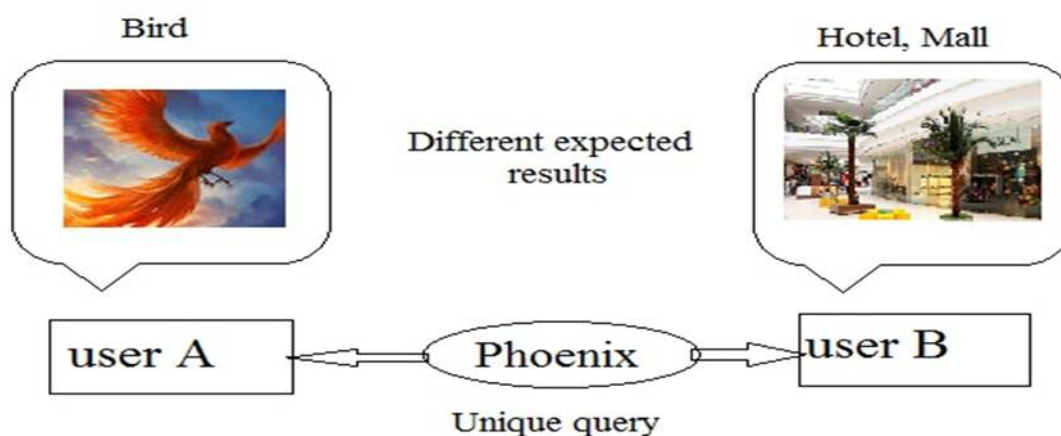 Bird
Hotel, Mall
Different expected
results
user A
Phoenix
user B
Unique query